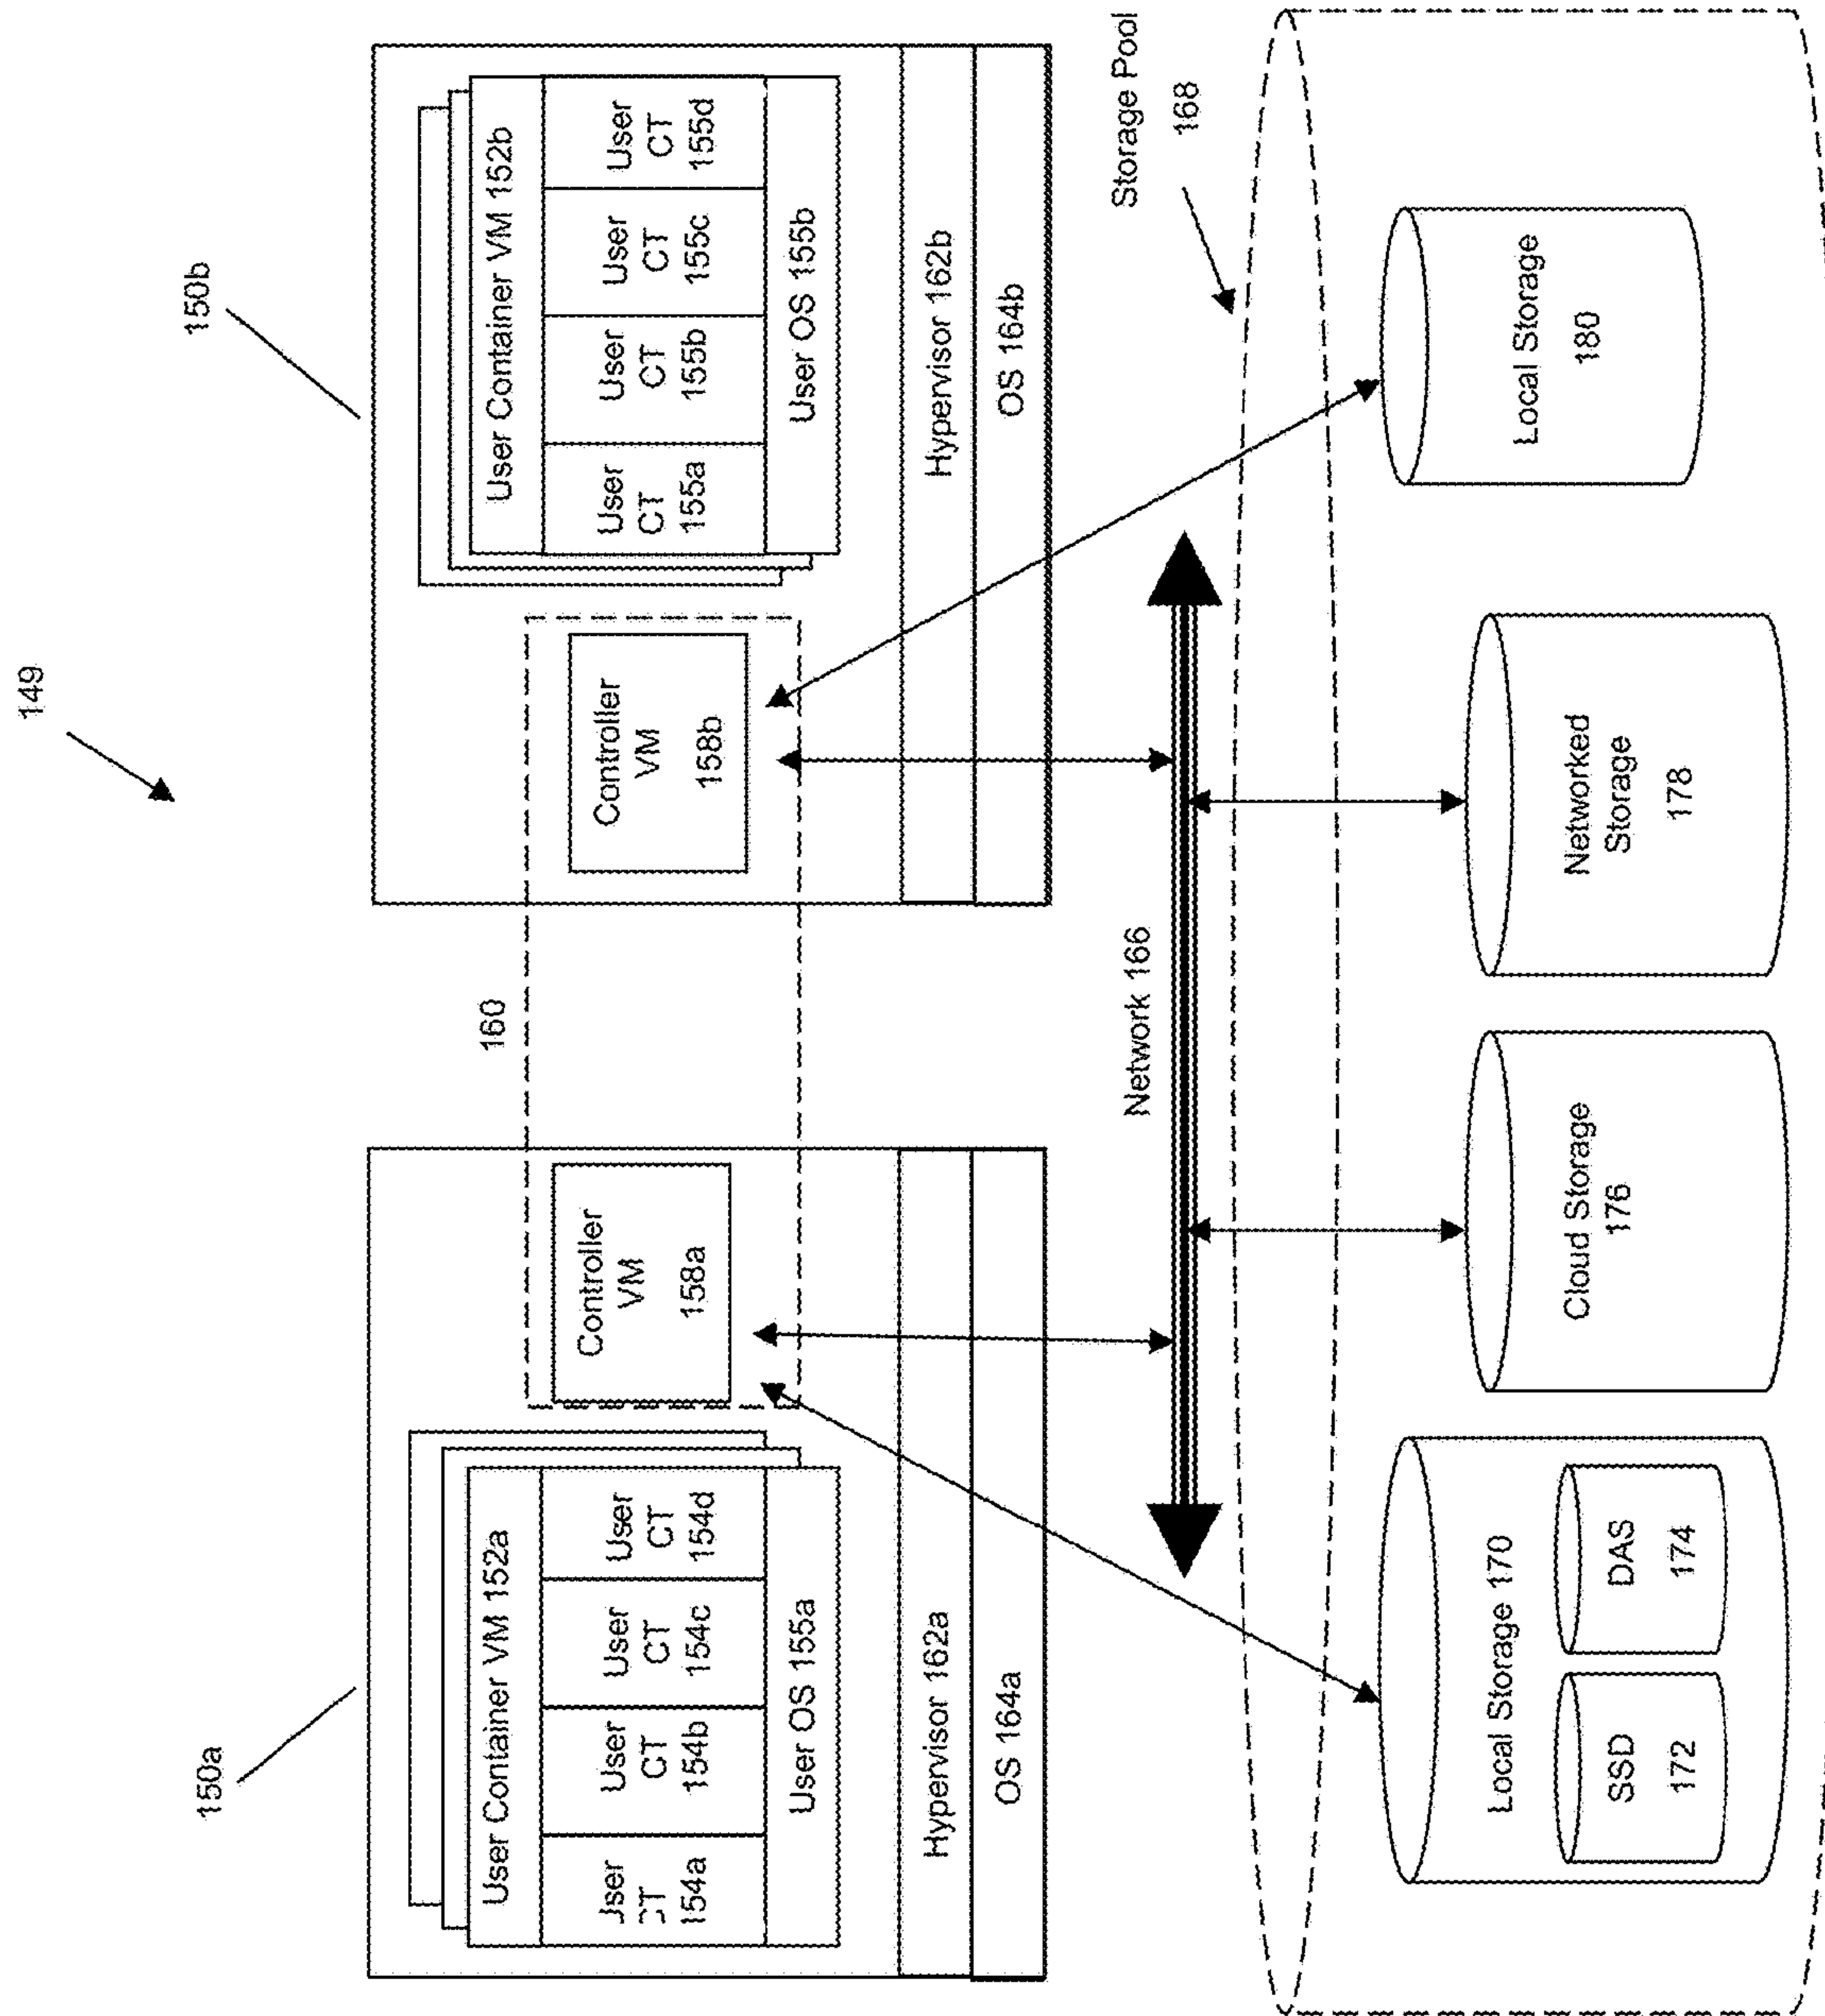 149
150a
150b
User Container VM 152a
User
CT
154b
User
CT
154c
User
CT
154d
154a
User OS 155a
Controller
VM
158a
Hypervisor 162a
OS 164a
160
Controller
VM
158b
User Container VM 152b
User
CT
155a
User
CT
155b
User
CT
155c
User
CT
155d
User OS 155b
Hypervisor 162b
OS 164b
Network 166
Storage Pool
168
Local Storage 170
SSD
172
DAS
174
Cloud Storage
176
Networked
Storage
178
Local Storage
180